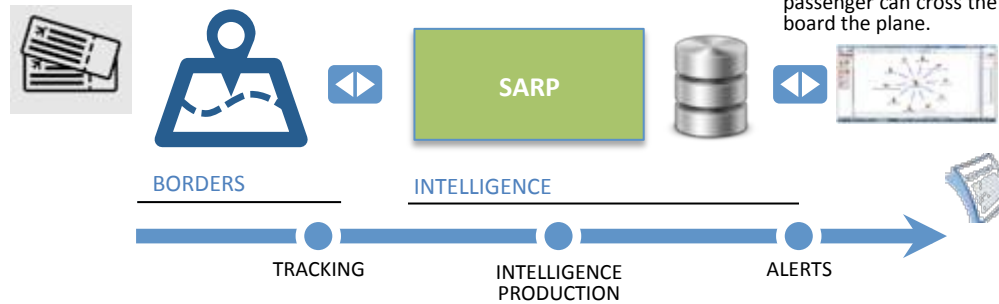 passenger can cross the
board the plane.
SARP
BORDERS
INTELLIGENCE
TRACKING
INTELLIGENCE
PRODUCTION
ALERTS